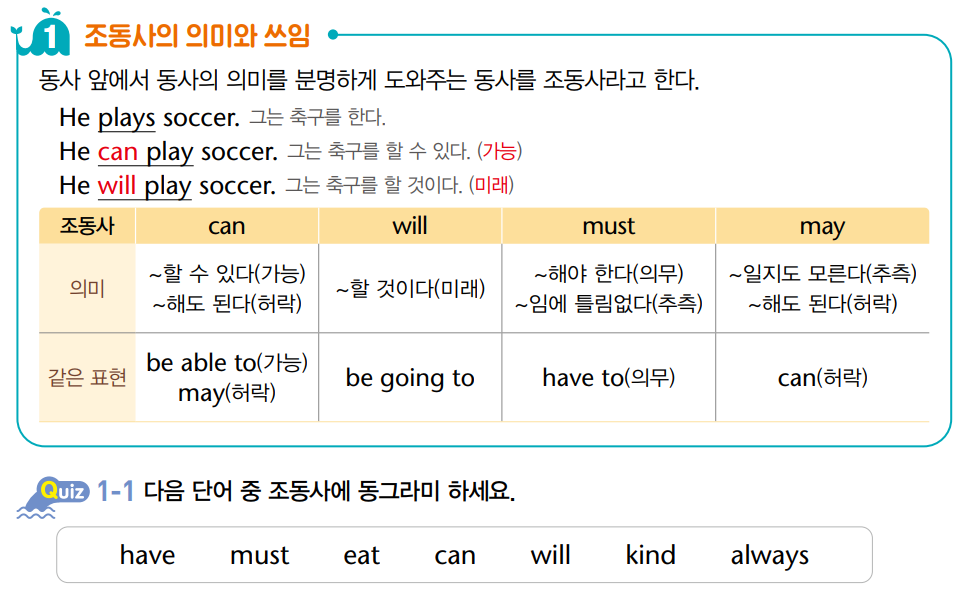 1 조동사의 의미와 쓰임
동사 앞에서 동사의 의미를 분명하게 도와주는 동사를 조동사라고 한다.
He plays soccer. 그는 축구를 한다.
He can play soccer. 그는 축구를 할 수 있다. (가능)
He will play soccer. 그는 축구를 할 것이다. (미래)
조동사 can will must may
의미 ~할 수 있다(가능) ~해도 된다(허락) ~할 것이다(미래) ~해야 한다(의무) ~임에 틀림없다(추측) ~일지도 모른다(추측) ~해도 된다(허락)
같은 표현 be able to(가능) may(허락) be going to have to(의무) can(허락)
Quiz 1-1 다음 단어 중 조동사에 동그라미 하세요.
have must eat can will kind always